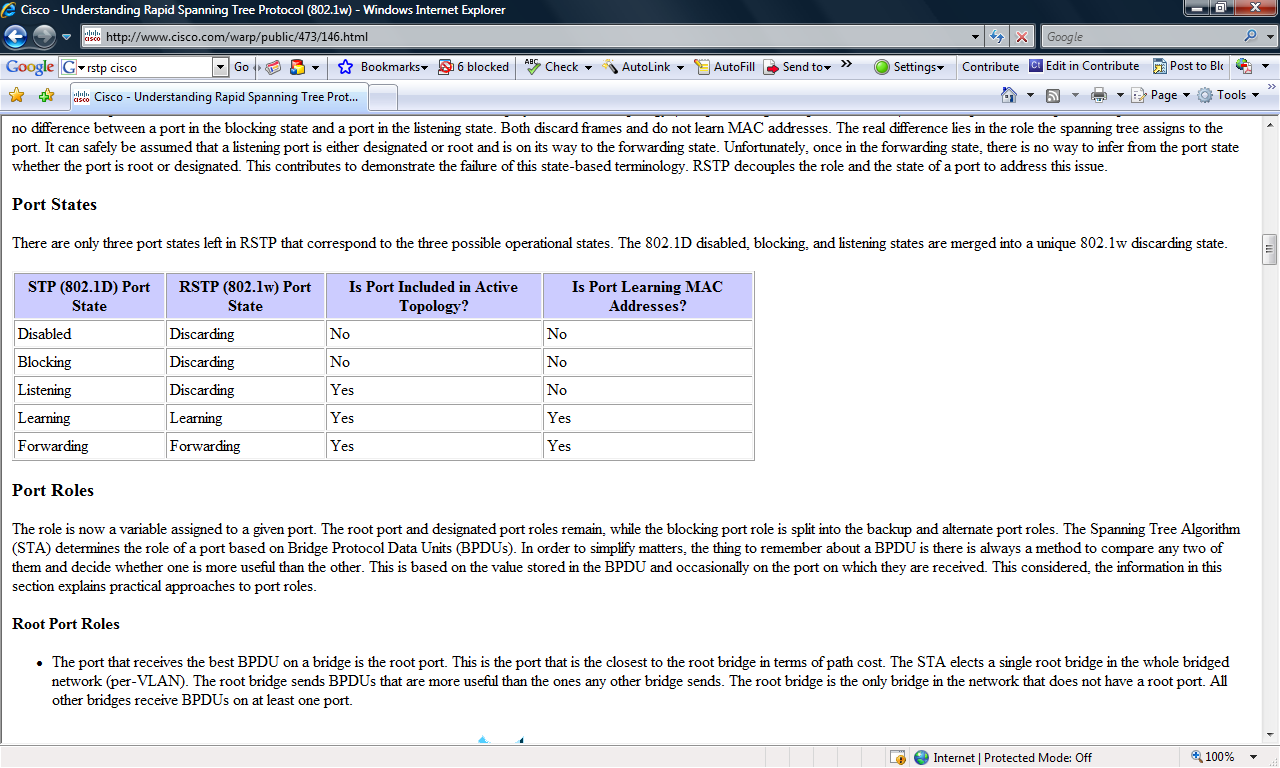 Cisco - Understanding Rapid Spanning Tree Protocol (802.1w) - Windows Internet Explorer
http://www.cisco.com/warp/public/473/146.html
Google
Google G rstp cisco Go Bookmarks 6 blocked ABC Check AutoLink AutoFill Send to » Settings Contribute Ct Edit in Contribute Post to Blo
Cisco - Understanding Rapid Spanning Tree Prot... Page Tools »
no difference between a port in the blocking state and a port in the listening state. Both discard frames and do not learn MAC addresses. The real difference lies in the role the spanning tree assigns to the
port. It can safely be assumed that a listening port is either designated or root and is on its way to the forwarding state. Unfortunately, once in the forwarding state, there is no way to infer from the port state
whether the port is root or designated. This contributes to demonstrate the failure of this state-based terminology. RSTP decouples the role and the state of a port to address this issue.
Port States
There are only three port states left in RSTP that correspond to the three possible operational states. The 802.1D disabled, blocking, and listening states are merged into a unique 802.1w discarding state.
STP (802.1D) Port RSTP (802.1w) Port Is Port Included in Active Is Port Learning MAC
State State Topology? Addresses?
Disabled Discarding No No
Blocking Discarding No No
Listening Discarding Yes No
Learning Learning Yes Yes
Forwarding Forwarding Yes Yes
Port Roles
The role is now a variable assigned to a given port. The root port and designated port roles remain, while the blocking port role is split into the backup and alternate port roles. The Spanning Tree Algorithm
(STA) determines the role of a port based on Bridge Protocol Data Units (BPDUs). In order to simplify matters, the thing to remember about a BPDU is there is always a method to compare any two of
them and decide whether one is more useful than the other. This is based on the value stored in the BPDU and occasionally on the port on which they are received. This considered, the information in this
section explains practical approaches to port roles.
Root Port Roles
• The port that receives the best BPDU on a bridge is the root port. This is the port that is the closest to the root bridge in terms of path cost. The STA elects a single root bridge in the whole bridged
network (per-VLAN). The root bridge sends BPDUs that are more useful than the ones any other bridge sends. The root bridge is the only bridge in the network that does not have a root port. All
other bridges receive BPDUs on at least one port.
Internet | Protected Mode: Off 100%